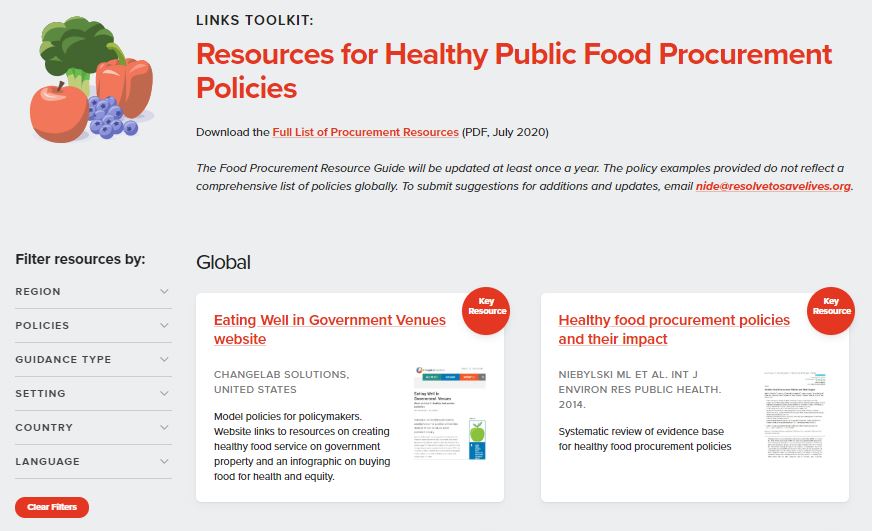 LINKS TOOLKIT:
Resources for Healthy Public Food Procurement
Policies
Download the Full List of Procurement Resources (PDF, July 2020)
The Food Procurement Resource Guide will be updated at least once a year. The policy examples provided do not reflect a
comprehensive list of policies globally. To submit suggestions for additions and updates, email nide@resolvetosavelives.org.
Filter resources by:
REGION
POLICIES
GUIDANCE TYPE
SETTING
COUNTRY
LANGUAGE
Clear Filters
Global
Key
Resource
Eating Well in Government Venues
website
CHANGELAB SOLUTIONS,
UNITED STATES
Model policies for policymakers.
Website links to resources on creating
healthy food service on government
property and an infographic on buying
food for health and equity.
Eating Well in
Government Venues
Key
Resource
Healthy food procurement policies
and their impact
NIEBYLSKI ML ET AL. INT J
ENVIRON RES PUBLIC HEALTH.
2014.
Systematic review of evidence base
for healthy food procurement policies